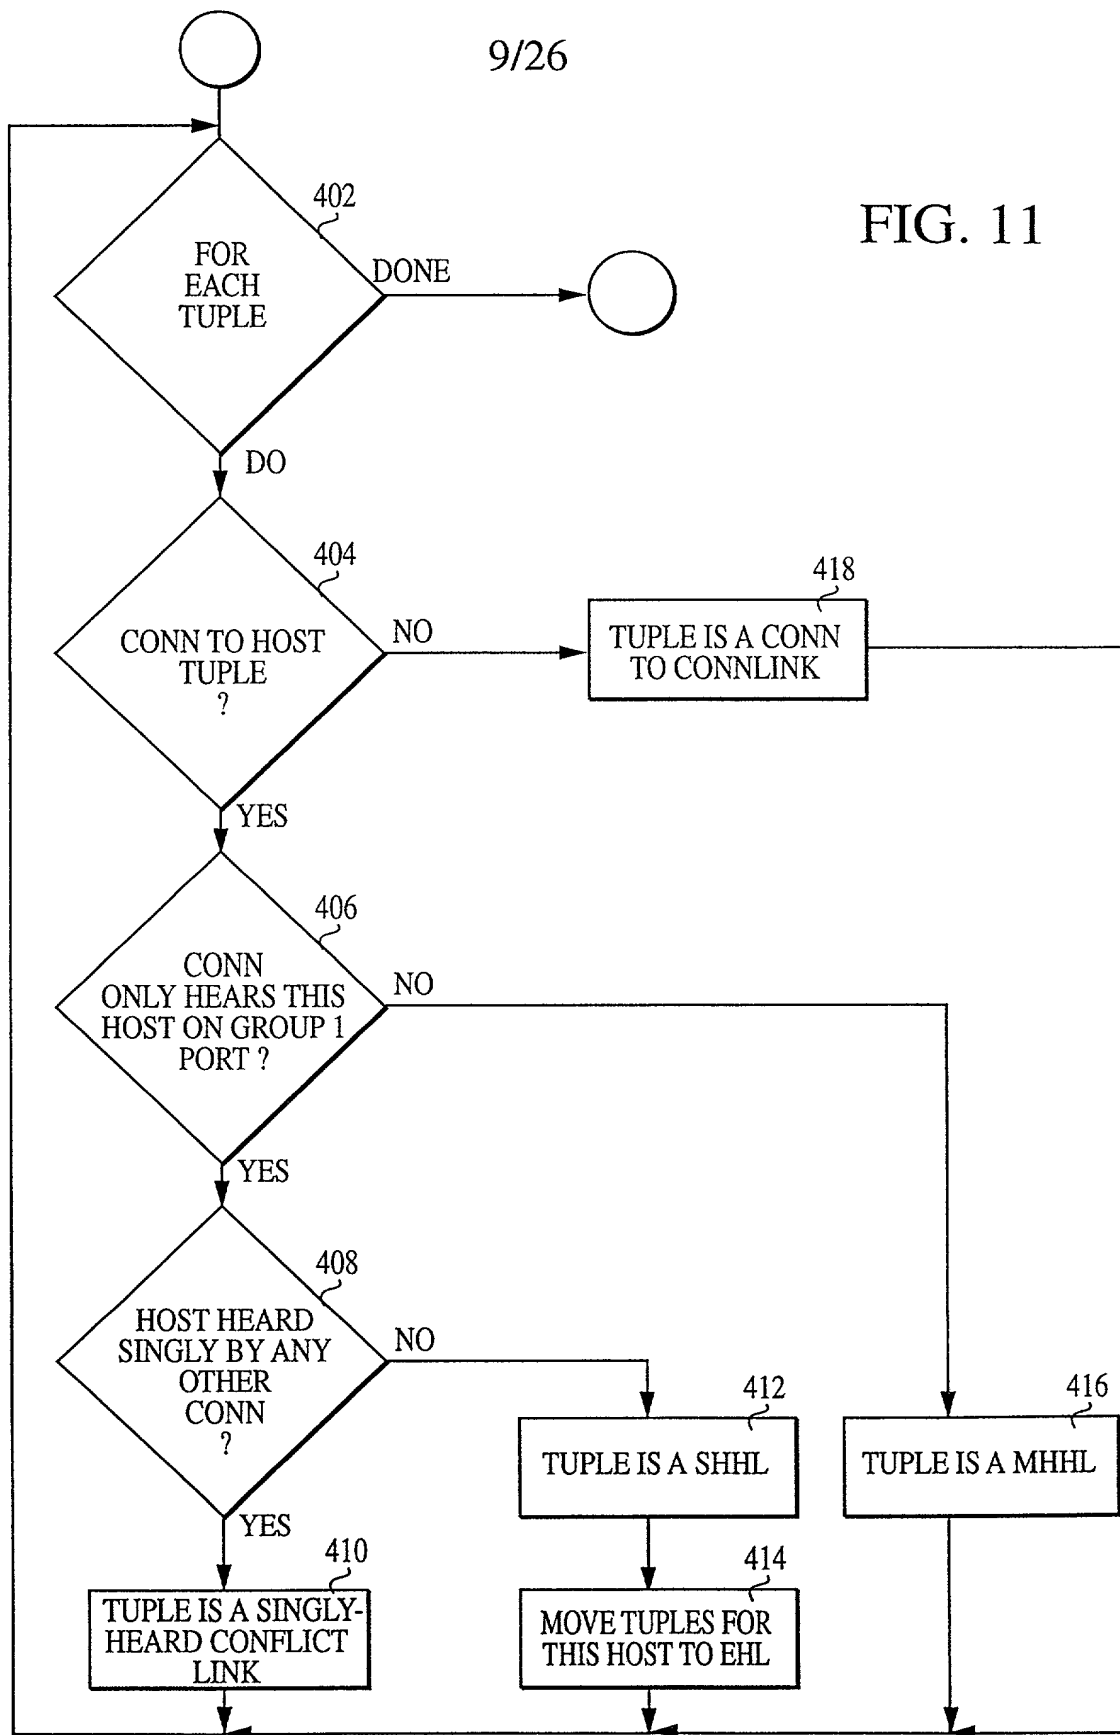 9/26
FIG. 11
402
FOR
EACH
TUPLE
DONE
DO
404
CONN TO HOST
TUPLE
?
NO
418
TUPLE IS A CONN
TO CONNLINK
YES
406
CONN
ONLY HEARS THIS
HOST ON GROUP 1
PORT ?
NO
YES
408
HOST HEARD
SINGLY BY ANY
OTHER
CONN
?
NO
412
TUPLE IS A SHHL
416
TUPLE IS A MHHL
YES
410
TUPLE IS A SINGLY-
HEARD CONFLICT
LINK
414
MOVE TUPLES FOR
THIS HOST TO EHL